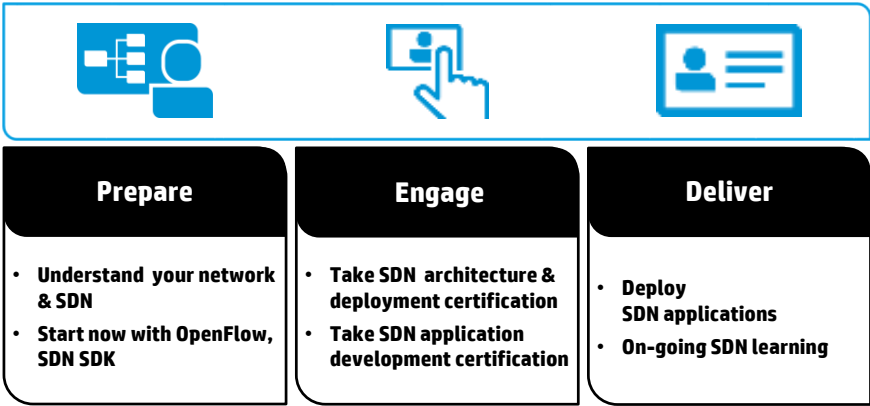 Prepare
• Understand your network
& SDN
• Start now with OpenFlow,
SDN SDK
Engage
• Take SDN architecture &
deployment certification
• Take SDN application
development certification
Deliver
• Deploy
SDN applications
• On-going SDN learning